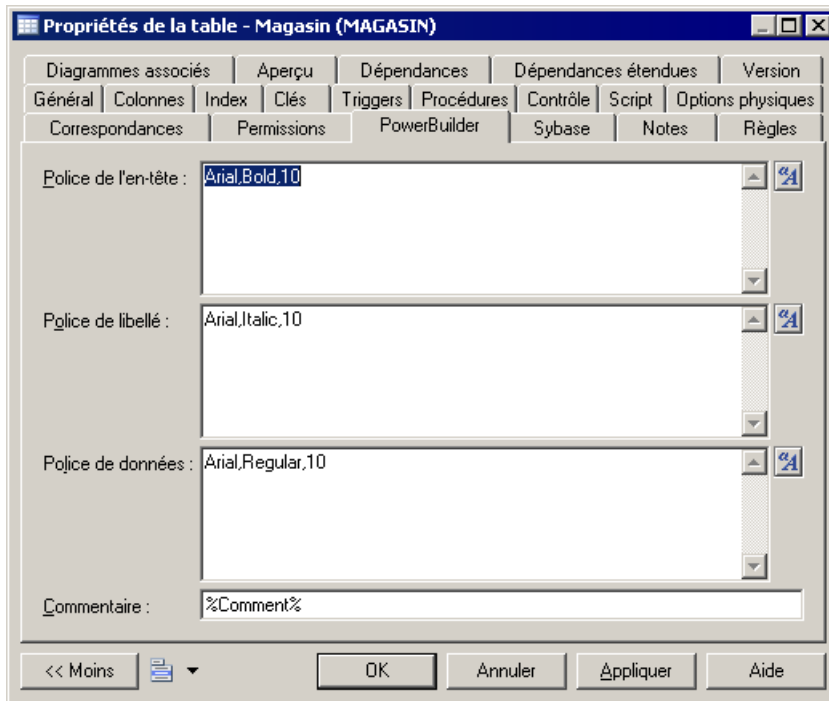 Propriétés de la table - Magasin (MAGASIN)
Diagrammes associés Aperçu Dépendances Dépendances étendues Version
Général Colonnes Index Clés Triggers Procédures Contrôle Script Options physiques
Correspondances Permissions PowerBuilder Sybase Notes Règles
Police de l'en-tête : Arial,Bold,10
Police de libellé : Arial,Italic,10
Police de données : Arial,Regular,10
Commentaire : %Comment%
<< Moins OK Annuler Appliquer Aide